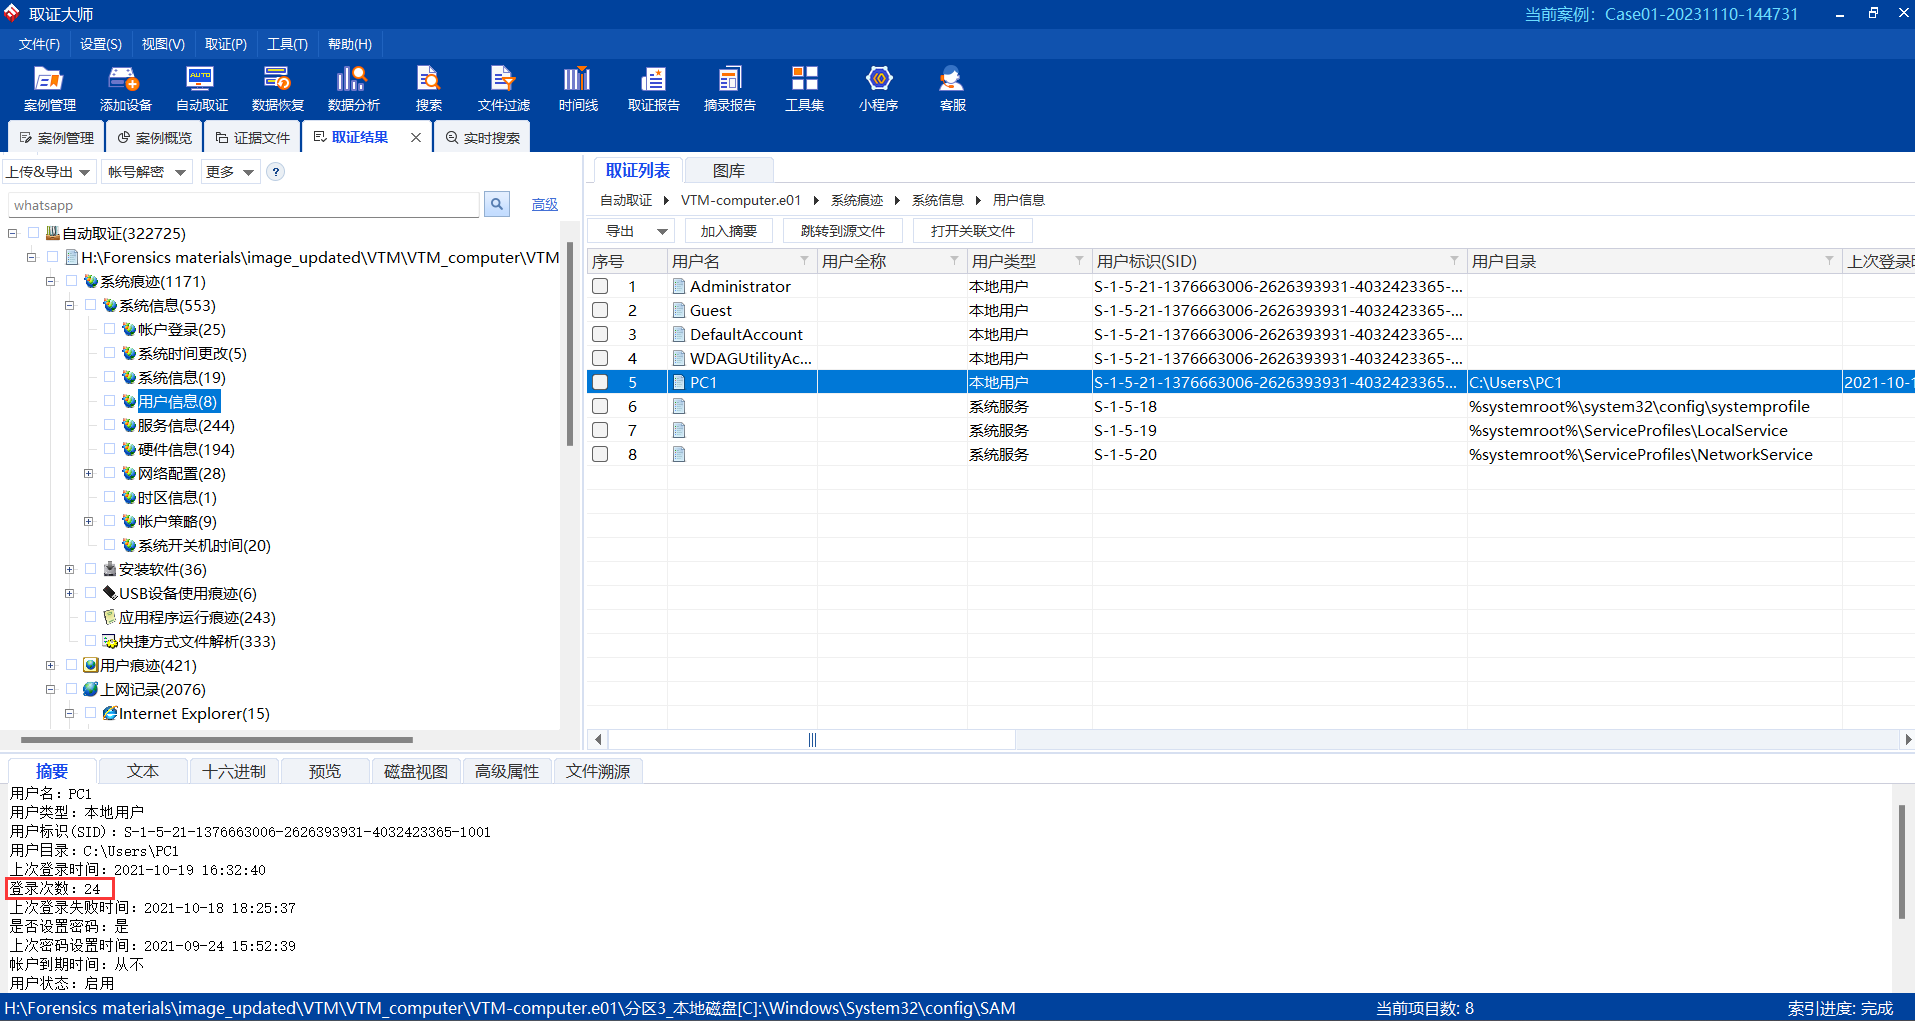 取证大师
当前案例：Case01-20231110-144731
文件(F) 设置(S) 视图(V) 取证(P) 工具(T) 帮助(H)
案例管理 添加设备 自动取证 数据恢复 数据分析 搜索 文件过滤 时间线 取证报告 摘录报告 工具集 小程序 客服
案例管理 案例概览 证据文件 取证结果 实时搜索
上传&导出 帐号解密 更多 ?
whatsapp 高级
自动取证(322725)
H:\Forensics materials\image_updated\VTM\VTM_computer\VTM
系统痕迹(1171)
系统信息(553)
帐户登录(25)
系统时间更改(5)
系统信息(19)
用户信息(8)
服务信息(244)
硬件信息(194)
网络配置(28)
时区信息(1)
帐户策略(9)
系统开关机时间(20)
安装软件(36)
USB设备使用痕迹(6)
应用程序运行痕迹(243)
快捷方式文件解析(333)
用户痕迹(421)
上网记录(2076)
Internet Explorer(15)
取证列表 图库
自动取证 VTM-computer.e01 系统痕迹 系统信息 用户信息
导出 加入摘要 跳转到源文件 打开关联文件
序号 用户名 用户全称 用户类型 用户标识(SID) 用户目录 上次登录时
1 Administrator 本地用户 S-1-5-21-1376663006-2626393931-4032423365-...
2 Guest 本地用户 S-1-5-21-1376663006-2626393931-4032423365-...
3 DefaultAccount 本地用户 S-1-5-21-1376663006-2626393931-4032423365-...
4 WDAGUtilityAc... 本地用户 S-1-5-21-1376663006-2626393931-4032423365-...
5 PC1 本地用户 S-1-5-21-1376663006-2626393931-4032423365... C:\Users\PC1 2021-10-1
6 系统服务 S-1-5-18 %systemroot%\system32\config\systemprofile
7 系统服务 S-1-5-19 %systemroot%\ServiceProfiles\LocalService
8 系统服务 S-1-5-20 %systemroot%\ServiceProfiles\NetworkService
摘要 文本 十六进制 预览 磁盘视图 高级属性 文件溯源
用户名：PC1
用户类型：本地用户
用户标识(SID)：S-1-5-21-1376663006-2626393931-4032423365-1001
用户目录：C:\Users\PC1
上次登录时间：2021-10-19 16:32:40
登录次数：24
上次登录失败时间：2021-10-18 18:25:37
是否设置密码：是
上次密码设置时间：2021-09-24 15:52:39
帐户到期时间：从不
用户状态：启用
H:\Forensics materials\image_updated\VTM\VTM_computer\VTM-computer.e01\分区3_本地磁盘[C]:\Windows\System32\config\SAM 当前项目数: 8 索引进度: 完成